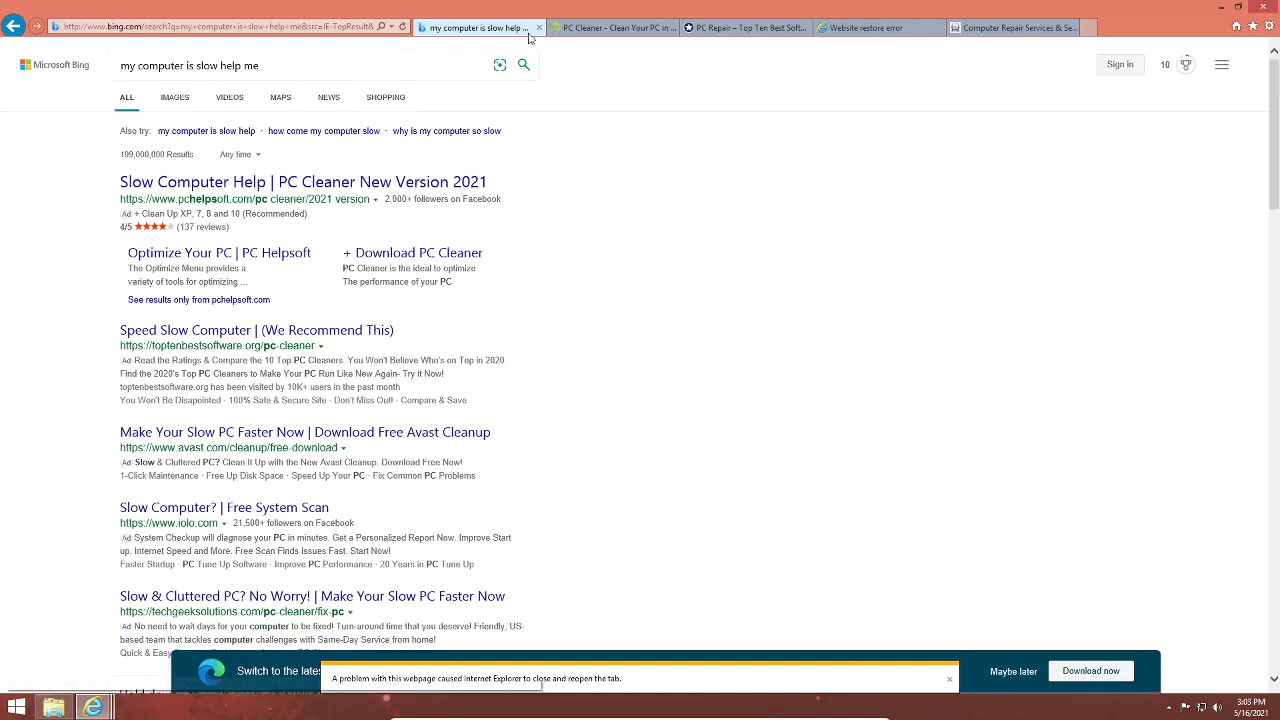 http://www.bing.com/search?q=my+computer+is+slow+help+me&src=IE-TopResult&
my computer is slow help ...
PC Cleaner - Clean Your PC in ...
PC Repair – Top Ten Best Soft...
Website restore error
Computer Repair Services & Se...
Microsoft Bing
my computer is slow help me
Sign in
10
ALL
IMAGES
VIDEOS
MAPS
NEWS
SHOPPING
Also try: my computer is slow help · how come my computer slow · why is my computer so slow
199,000,000 Results Any time
Slow Computer Help | PC Cleaner New Version 2021
https://www.pchelpsoft.com/pc cleaner/2021 version 2,000+ followers on Facebook
Ad + Clean Up XP, 7, 8 and 10 (Recommended)
4/5 (137 reviews)
Optimize Your PC | PC Helpsoft
The Optimize Menu provides a
variety of tools for optimizing ...
+ Download PC Cleaner
PC Cleaner is the ideal to optimize
The performance of your PC
See results only from pchelpsoft.com
Speed Slow Computer | (We Recommend This)
https://toptenbestsoftware.org/pc-cleaner
Ad Read the Ratings & Compare the 10 Top PC Cleaners. You Won't Believe Who's on Top in 2020.
Find the 2020's Top PC Cleaners to Make Your PC Run Like New Again- Try it Now!
toptenbestsoftware.org has been visited by 10K+ users in the past month
You Won't Be Disapointed · 100% Safe & Secure Site · Don't Miss Out! · Compare & Save
Make Your Slow PC Faster Now | Download Free Avast Cleanup
https://www.avast.com/cleanup/free-download
Ad Slow & Cluttered PC? Clean It Up with the New Avast Cleanup. Download Free Now!
1-Click Maintenance · Free Up Disk Space · Speed Up Your PC · Fix Common PC Problems
Slow Computer? | Free System Scan
https://www.iolo.com 21,500+ followers on Facebook
Ad System Checkup will diagnose your PC in minutes. Get a Personalized Report Now. Improve Start
up. Internet Speed and More. Free Scan Finds Issues Fast. Start Now!
Faster Startup · PC Tune Up Software · Improve PC Performance · 20 Years in PC Tune Up
Slow & Cluttered PC? No Worry! | Make Your Slow PC Faster Now
https://techgeeksolutions.com/pc-cleaner/fix-pc
Ad No need to wait days for your computer to be fixed! Turn-around time that you deserve! Friendly, US-
based team that tackles computer challenges with Same-Day Service from home!
Quick & Eas
Switch to the lates
A problem with this webpage caused Internet Explorer to close and reopen the tab.
Maybe later
Download now
3:03 PM
5/16/2021